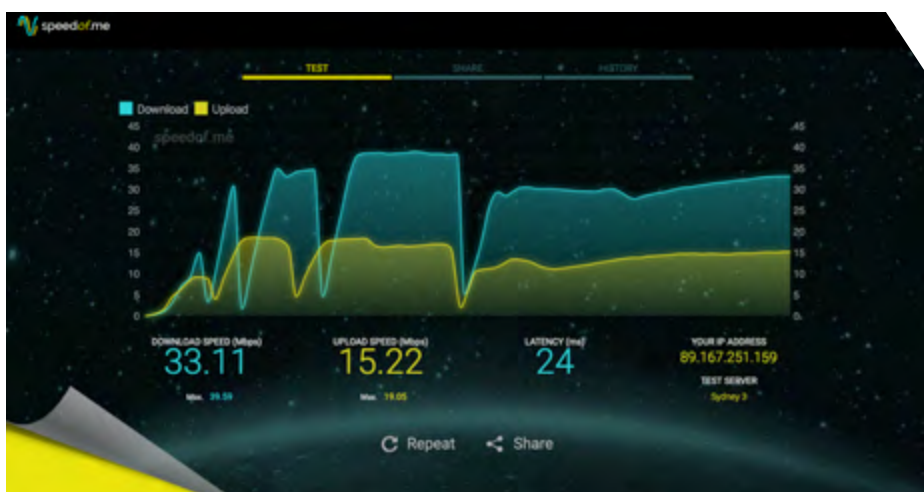 speedof.me
TEST SHARE HISTORY
Download Upload
speedof.me
45 45
40 40
35 35
30 30
25 25
20 20
15 15
10 10
5 5
0 0
DOWNLOAD SPEED (Mbps) UPLOAD SPEED (Mbps) LATENCY (ms) YOUR IP ADDRESS
33.11 15.22 24 89.167.251.159
TEST SERVER
Max. 39.59 Max. 19.05 Sydney 3
Repeat Share